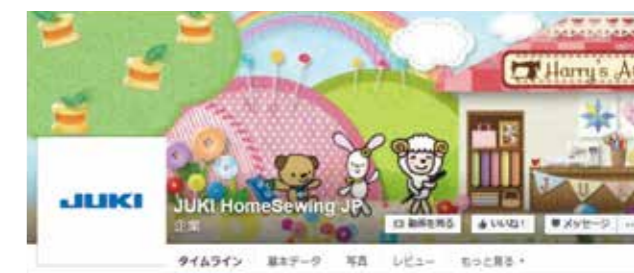 Harry's A
JUKI
JUKI HomeSewing JP
企業
動画を見る いいね! メッセージ ...
タイムライン 基本データ 写真 レビュー もっと見る
J U K